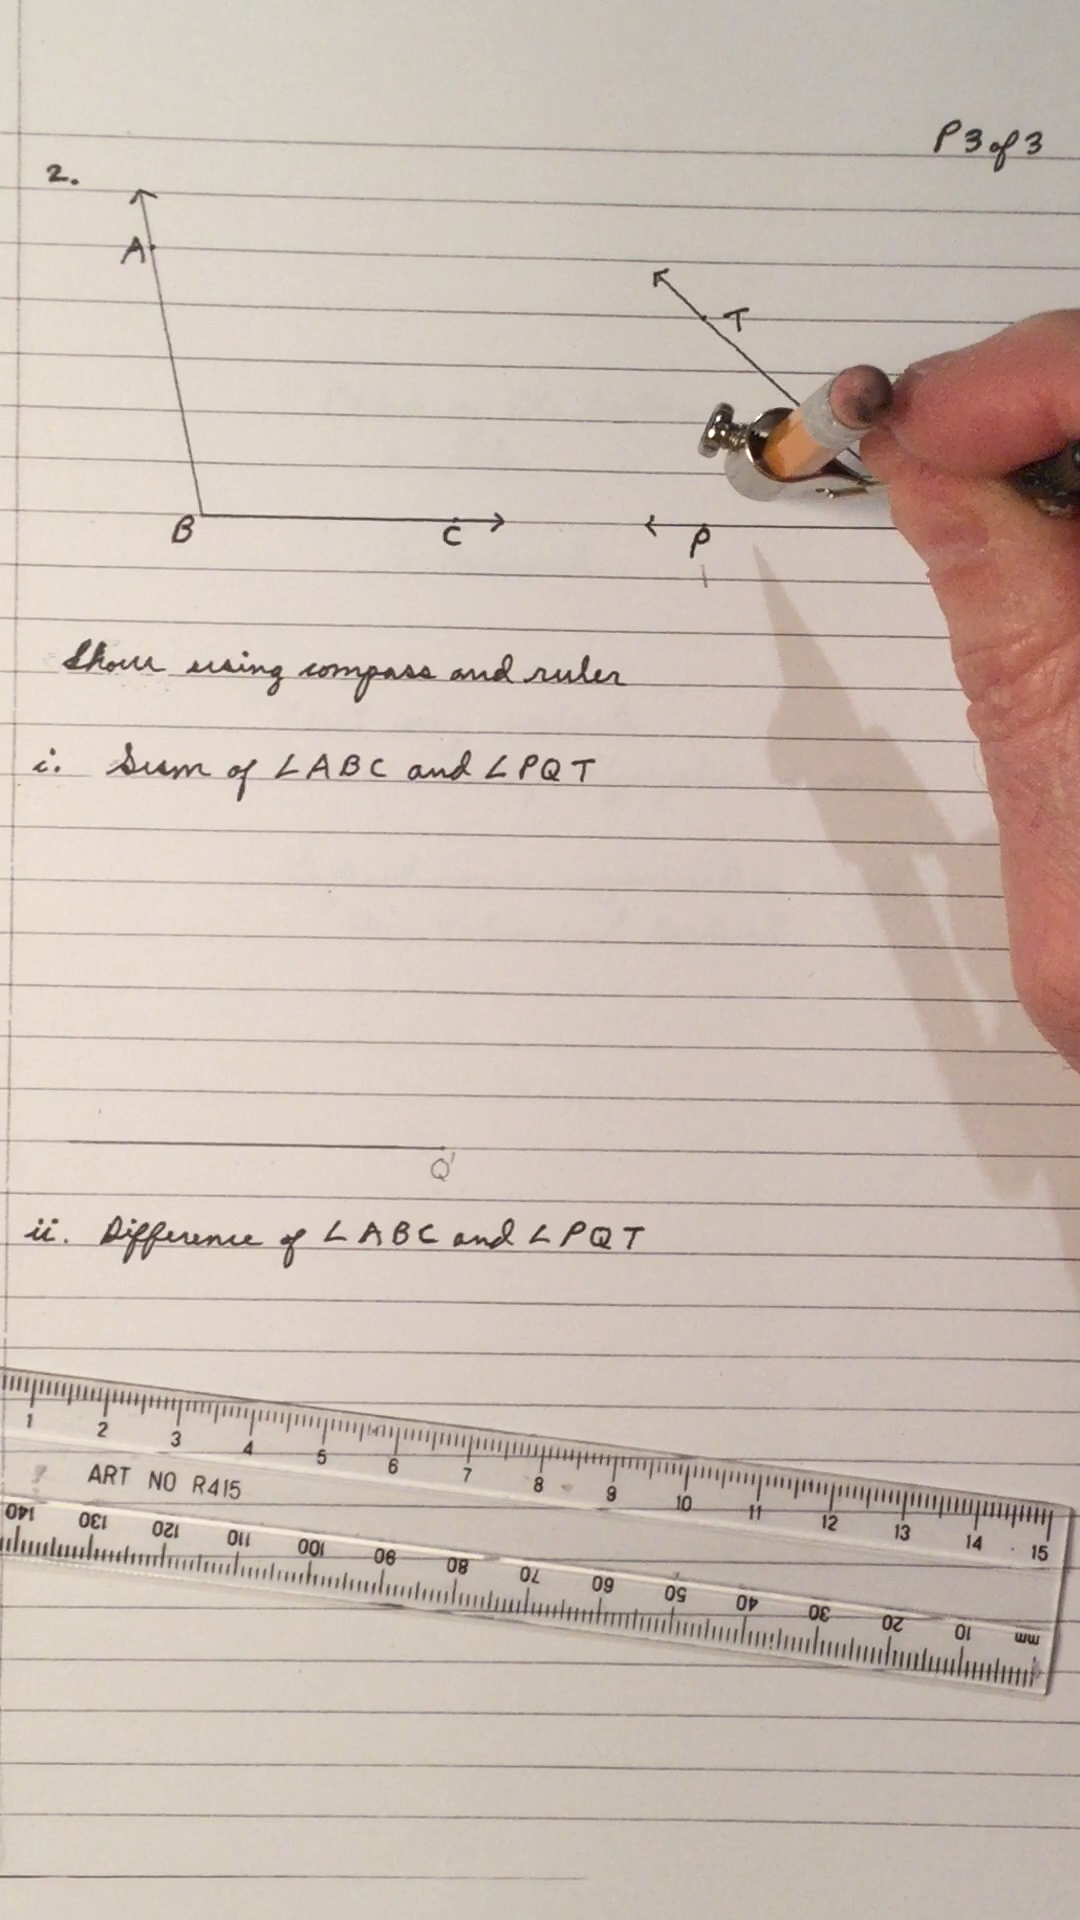 P 3 of 3
2.
A
T
B
C
P
Show using compass and ruler
i. Sum of ∠ABC and ∠PQT
Q'
ii. Difference of ∠ABC and ∠PQT
1 2 3 4 5 6 7 8 9 10 11 12 13 14 15
ART NO R415
140 130 120 110 100 90 80 70 60 50 40 30 20 10 mm